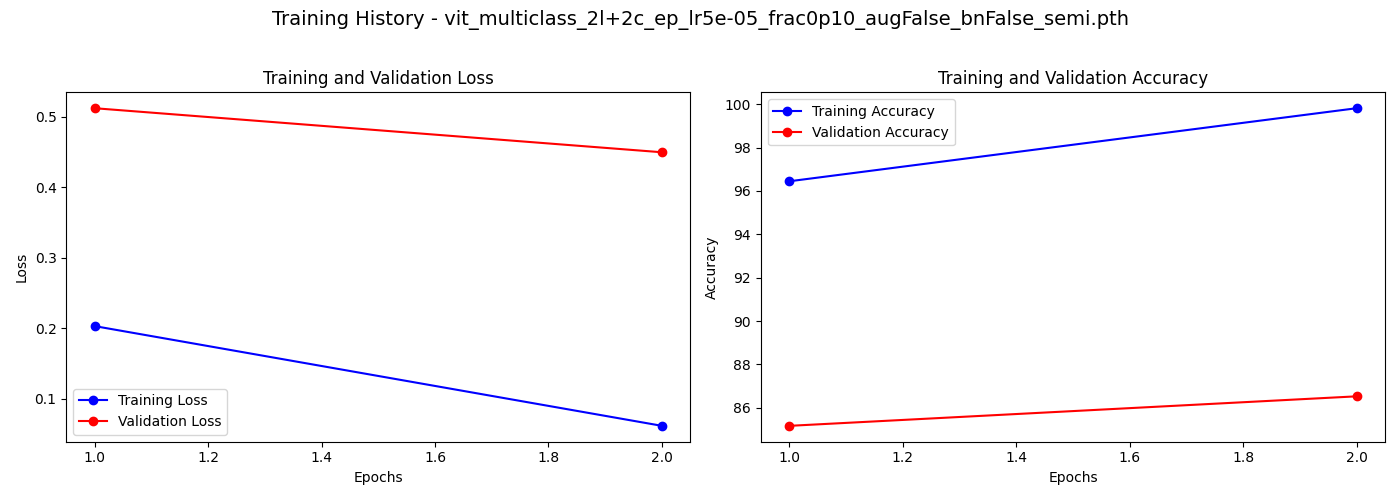 Training History - vit_multiclass_2l+2c_ep_lr5e-05_frac0p10_augFalse_bnFalse_semi.pth
Training and Validation Loss
0.5
0.4
0.3
0.2
0.1
Loss
Training Loss
Validation Loss
1.0 1.2 1.4 1.6 1.8 2.0
Epochs
Training and Validation Accuracy
Training Accuracy
Validation Accuracy
100
98
96
94
92
90
88
86
Accuracy
1.0 1.2 1.4 1.6 1.8 2.0
Epochs